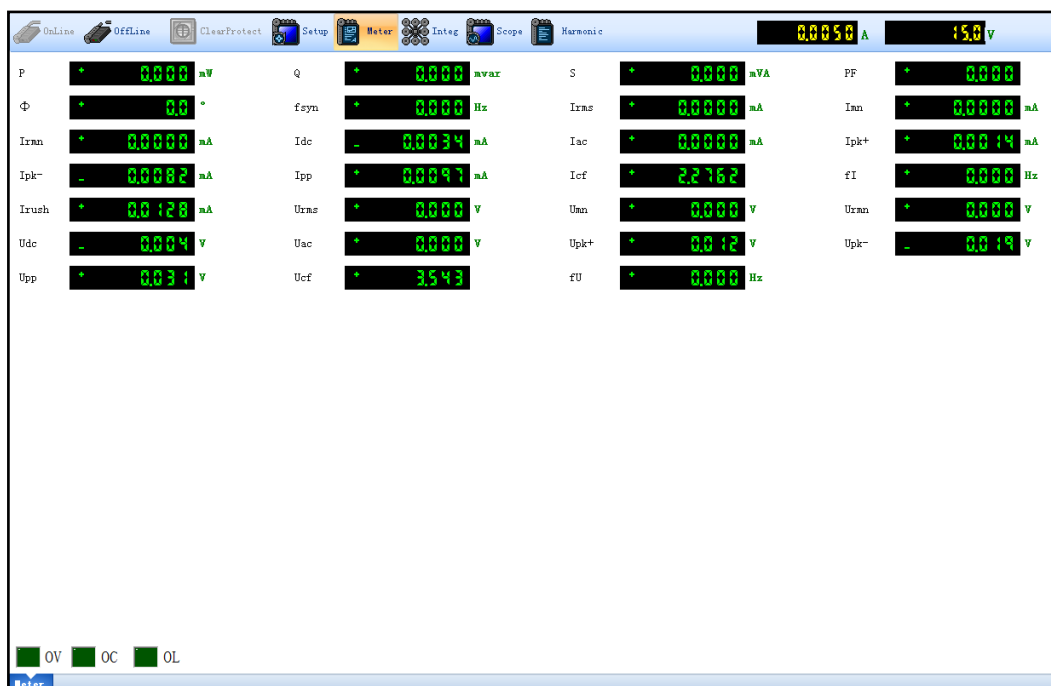 OnLine OffLine ClearProtect Setup Meter Integ Scope Harmonic 0.0050 A 15.0 V
P + 0.000 mW Q + 0.000 mvar S + 0.000 mVA PF + 0.000
Φ + 0.0 ° fsyn + 0.000 Hz Irms + 0.0000 mA Imn + 0.0000 mA
Irmn + 0.0000 mA Idc - 0.0034 mA Iac + 0.0000 mA Ipk+ + 0.0014 mA
Ipk- - 0.0082 mA Ipp + 0.0097 mA Icf + 2.2762 fI + 0.000 Hz
Irush + 0.0128 mA Urms + 0.000 V Umn + 0.000 V Urmn + 0.000 V
Udc - 0.004 V Uac + 0.000 V Upk+ + 0.012 V Upk- - 0.019 V
Upp + 0.031 V Ucf + 3.543 fU + 0.000 Hz
OV OC OL
Meter